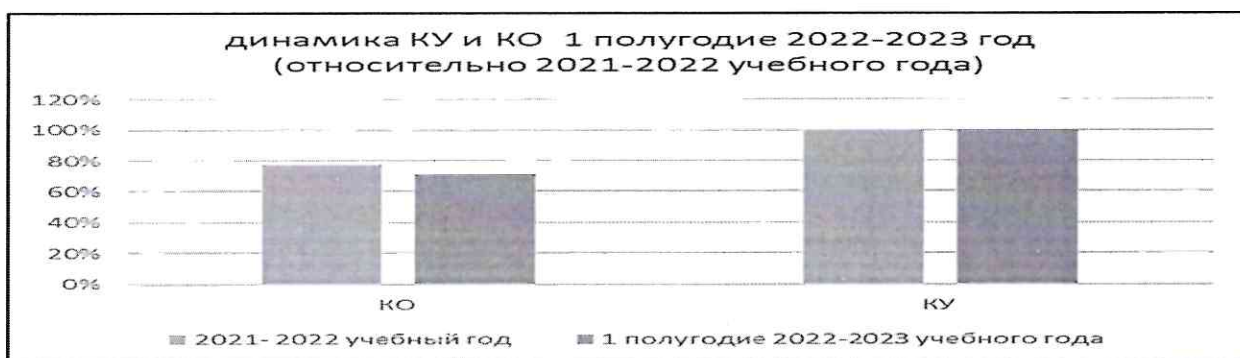 динамика КУ и КО 1 полугодие 2022-2023 год
(относительно 2021-2022 учебного года)
120%
100%
80%
60%
40%
20%
0%
КО КУ
2021- 2022 учебный год 1 полугодие 2022-2023 учебного года